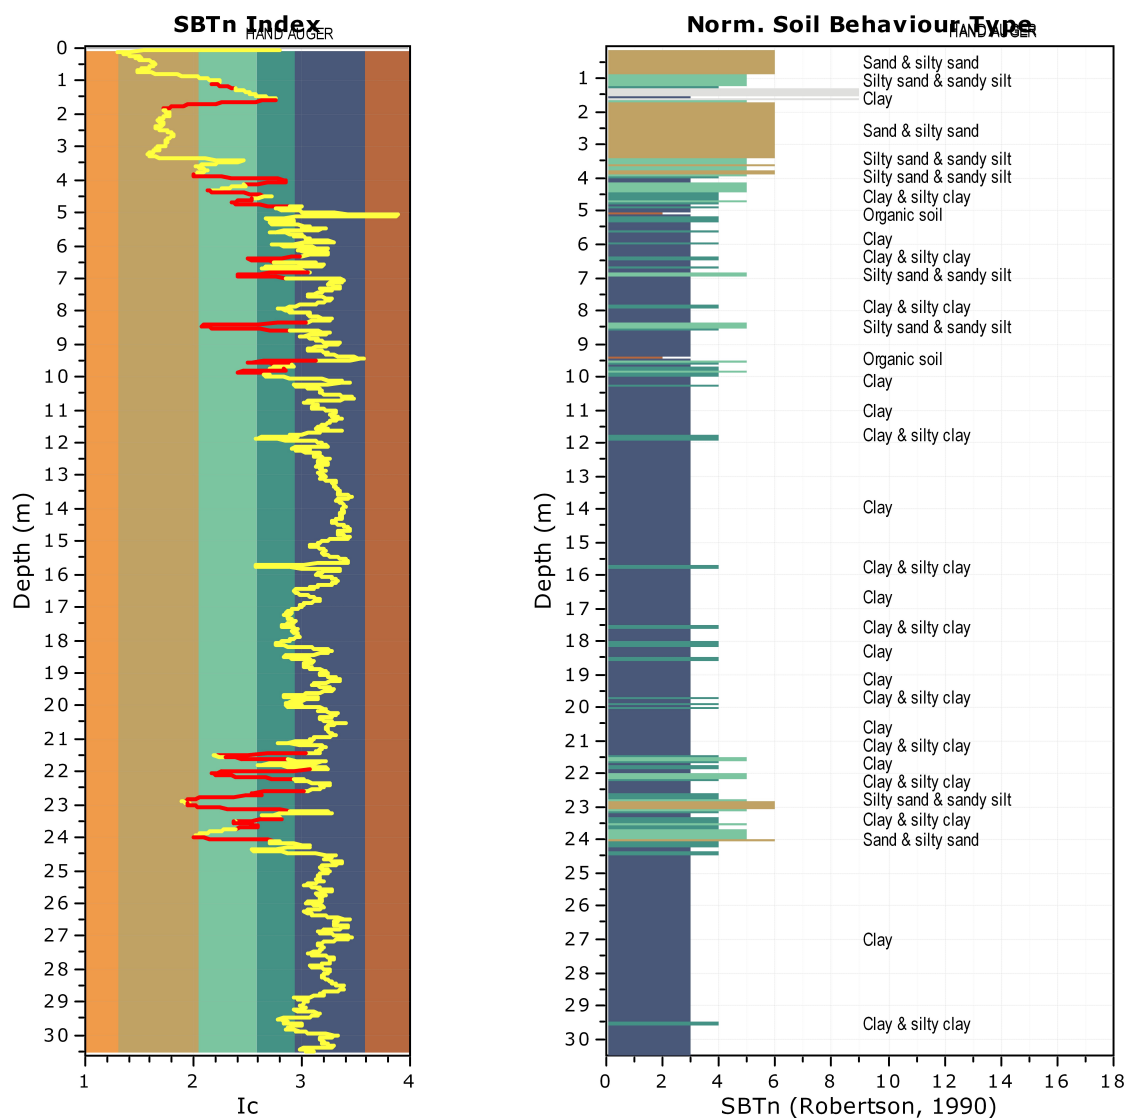 SBTn Index
HAND AUGER
0
1
2
3
4
5
6
7
8
9
10
11
12
13
14
15
16
17
18
19
20
21
22
23
24
25
26
27
28
29
30
Depth (m)
1 2 3 4
Ic
Norm. Soil Behaviour Type
HAND AUGER
1
2
3
4
5
6
7
8
9
10
11
12
13
14
15
16
17
18
19
20
21
22
23
24
25
26
27
28
29
30
Depth (m)
Sand & silty sand
Silty sand & sandy silt
Clay
Sand & silty sand
Silty sand & sandy silt
Silty sand & sandy silt
Clay & silty clay
Organic soil
Clay
Clay & silty clay
Silty sand & sandy silt
Clay & silty clay
Silty sand & sandy silt
Organic soil
Clay
Clay
Clay & silty clay
Clay
Clay & silty clay
Clay
Clay & silty clay
Clay
Clay
Clay & silty clay
Clay
Clay & silty clay
Clay
Clay & silty clay
Silty sand & sandy silt
Clay & silty clay
Sand & silty sand
Clay
Clay & silty clay
0 2 4 6 8 10 12 14 16 18
SBTn (Robertson, 1990)